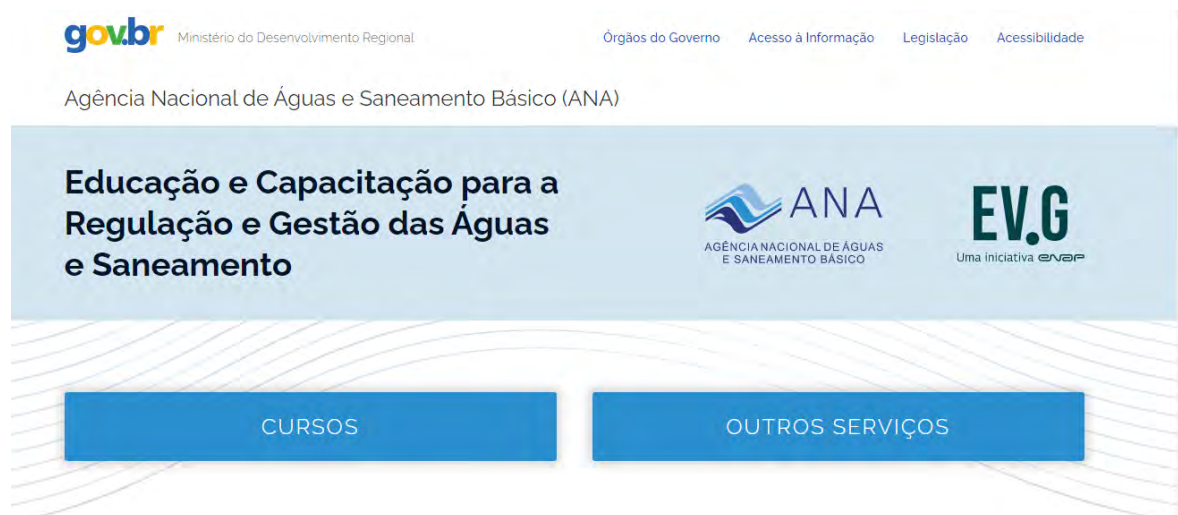 gov.br Ministério do Desenvolvimento Regional Órgãos do Governo Acesso à Informação Legislação Acessibilidade
Agência Nacional de Águas e Saneamento Básico (ANA)
Educação e Capacitação para a
Regulação e Gestão das Águas
e Saneamento
ANA
AGÊNCIA NACIONAL DE ÁGUAS
E SANEAMENTO BÁSICO
EV.G
Uma iniciativa enap
CURSOS OUTROS SERVIÇOS